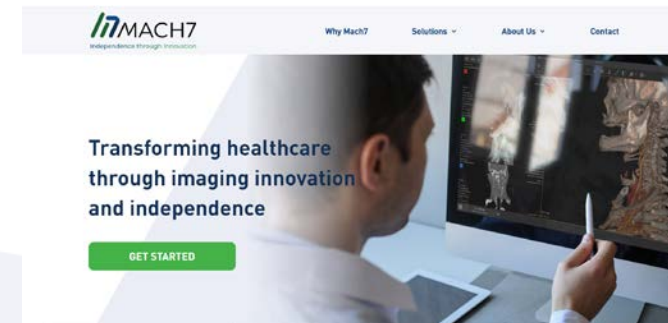 MACH7
Independence through Innovation
Why Mach7
Solutions
About Us
Contact
Transforming healthcare
through imaging innovation
and independence
GET STARTED